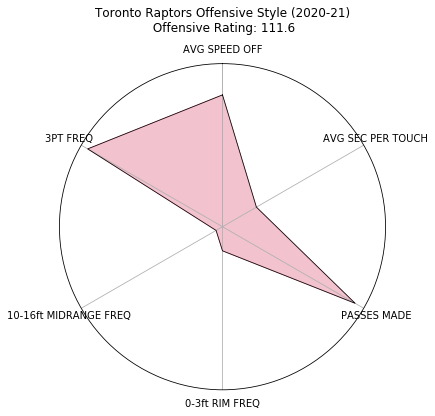 Toronto Raptors Offensive Style (2020-21)
Offensive Rating: 111.6
AVG SPEED OFF
3PT FREQ
AVG SEC PER TOUCH
10-16ft MIDRANGE FREQ
PASSES MADE
0-3ft RIM FREQ